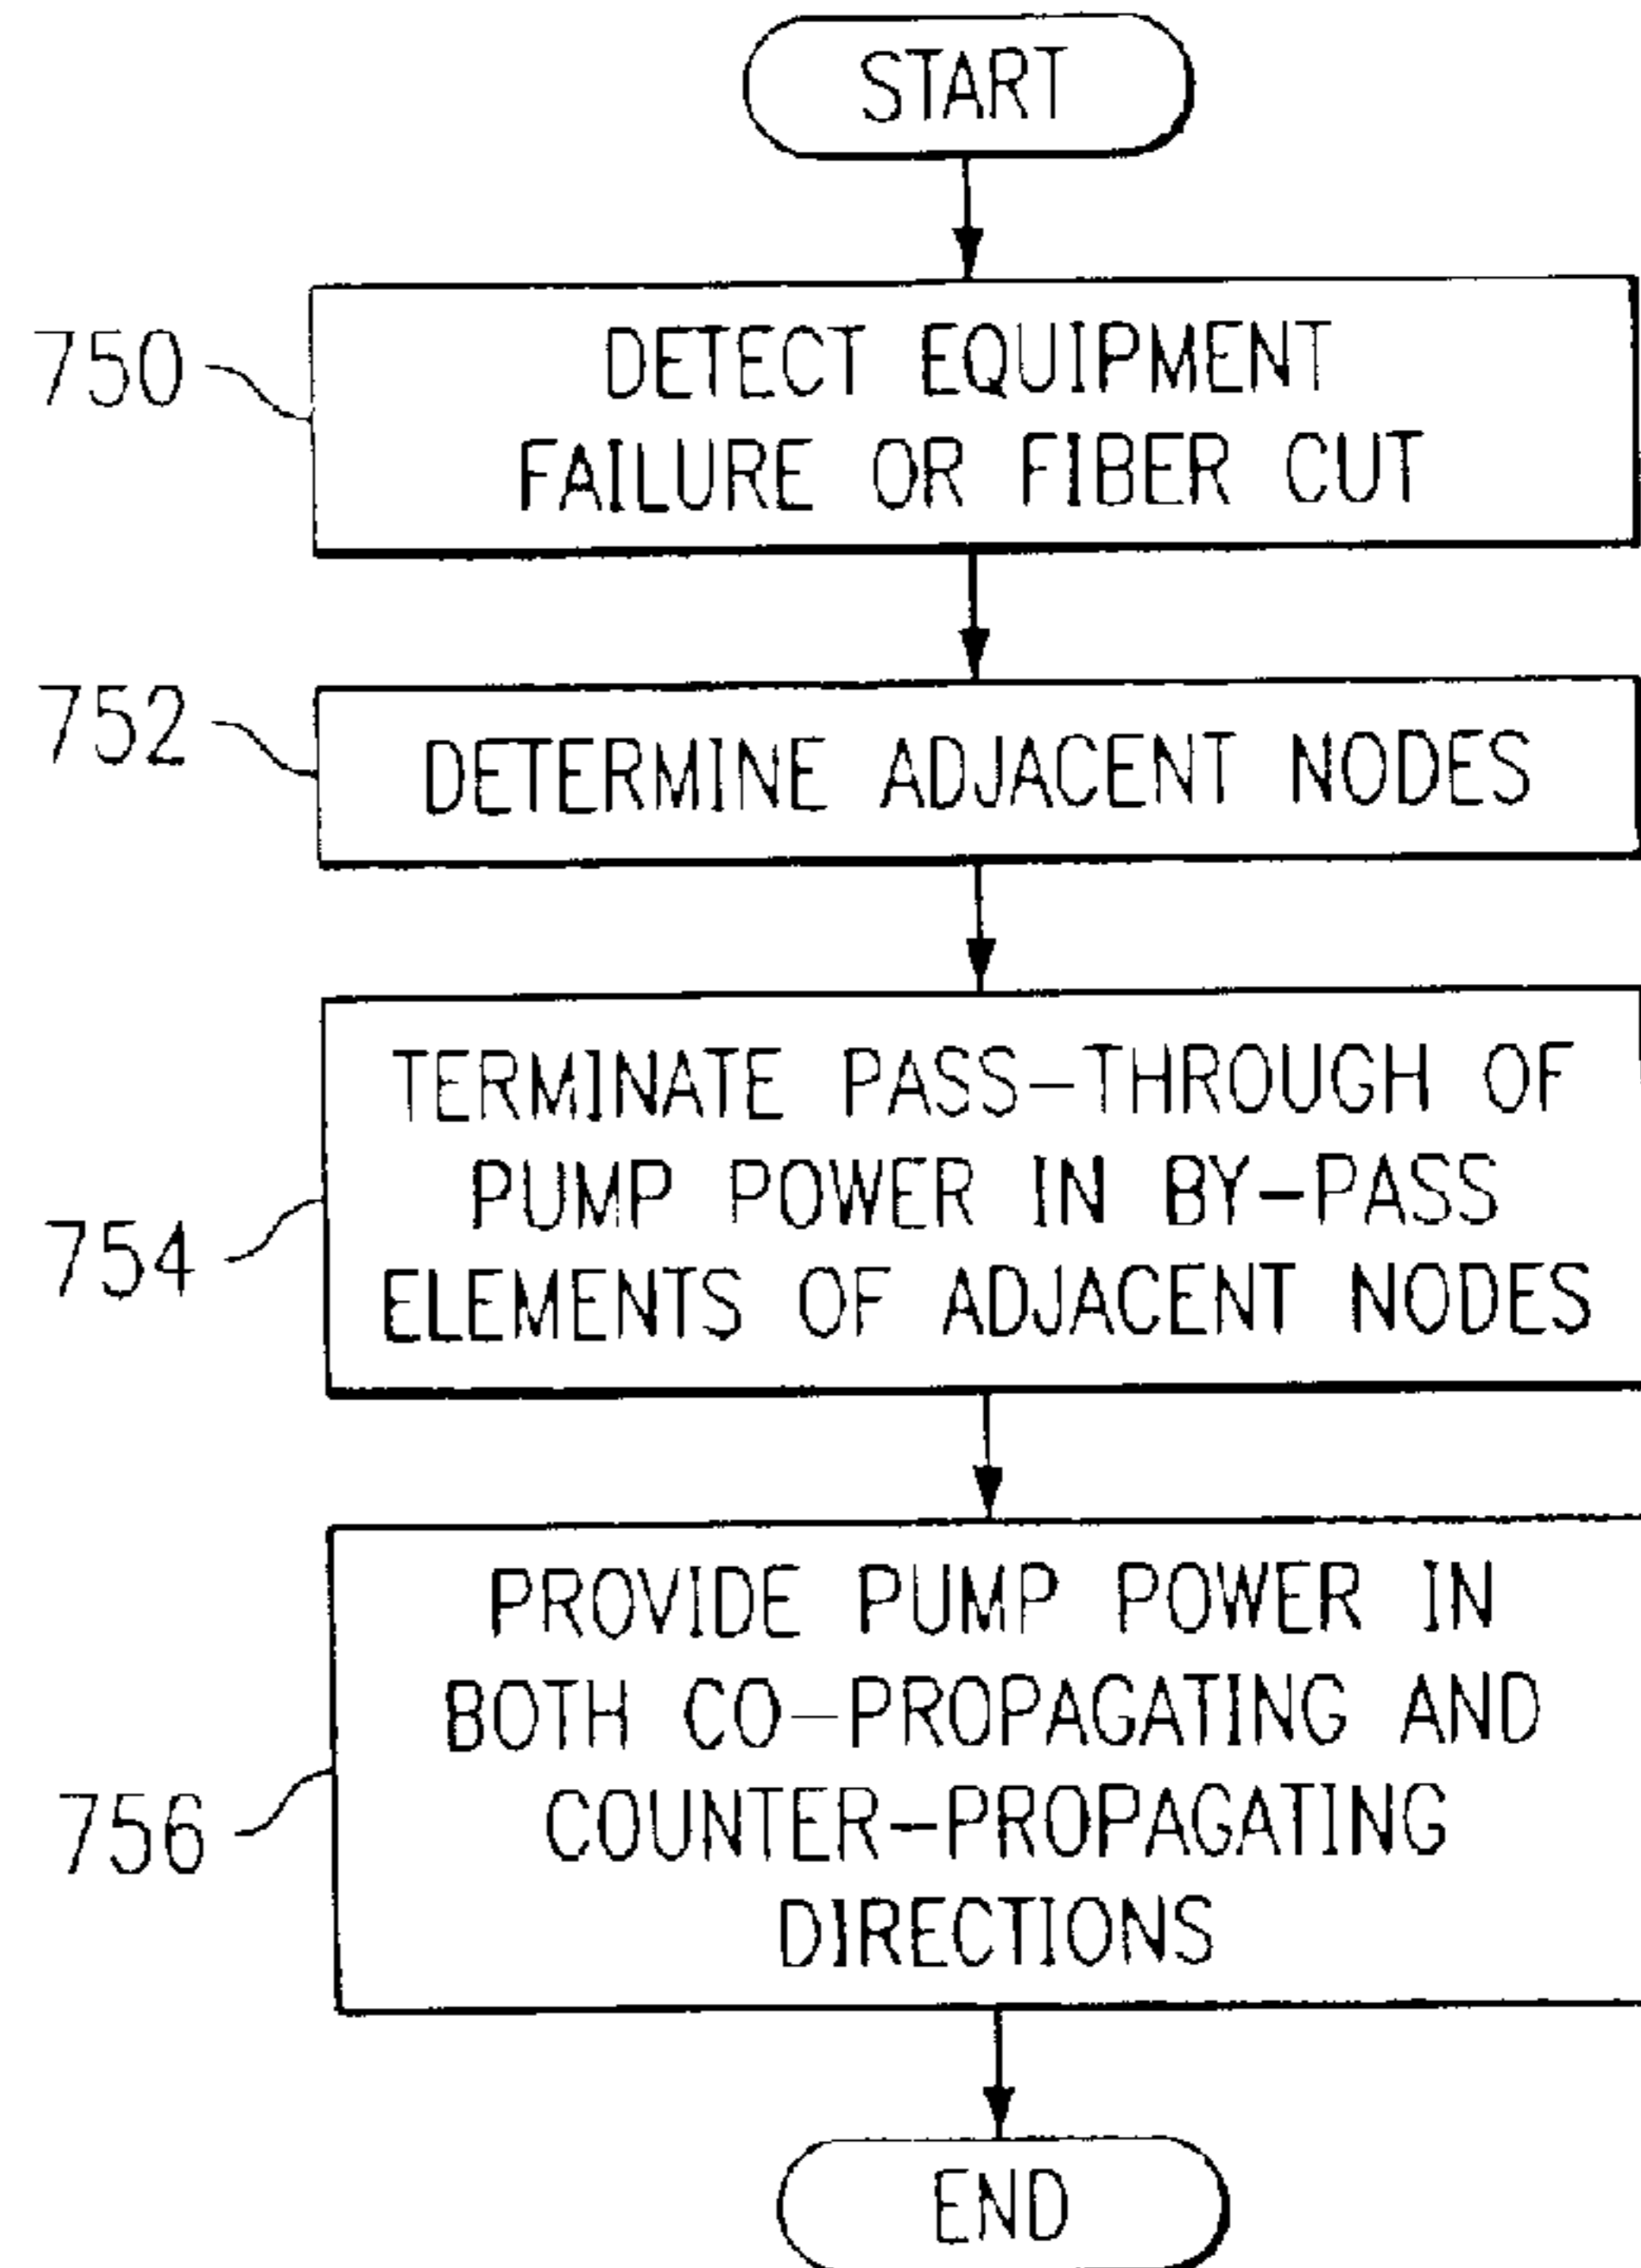 START
750
DETECT EQUIPMENT
FAILURE OR FIBER CUT
752
DETERMINE ADJACENT NODES
754
TERMINATE PASS-THROUGH OF
PUMP POWER IN BY-PASS
ELEMENTS OF ADJACENT NODES
756
PROVIDE PUMP POWER IN
BOTH CO-PROPAGATING AND
COUNTER-PROPAGATING
DIRECTIONS
END